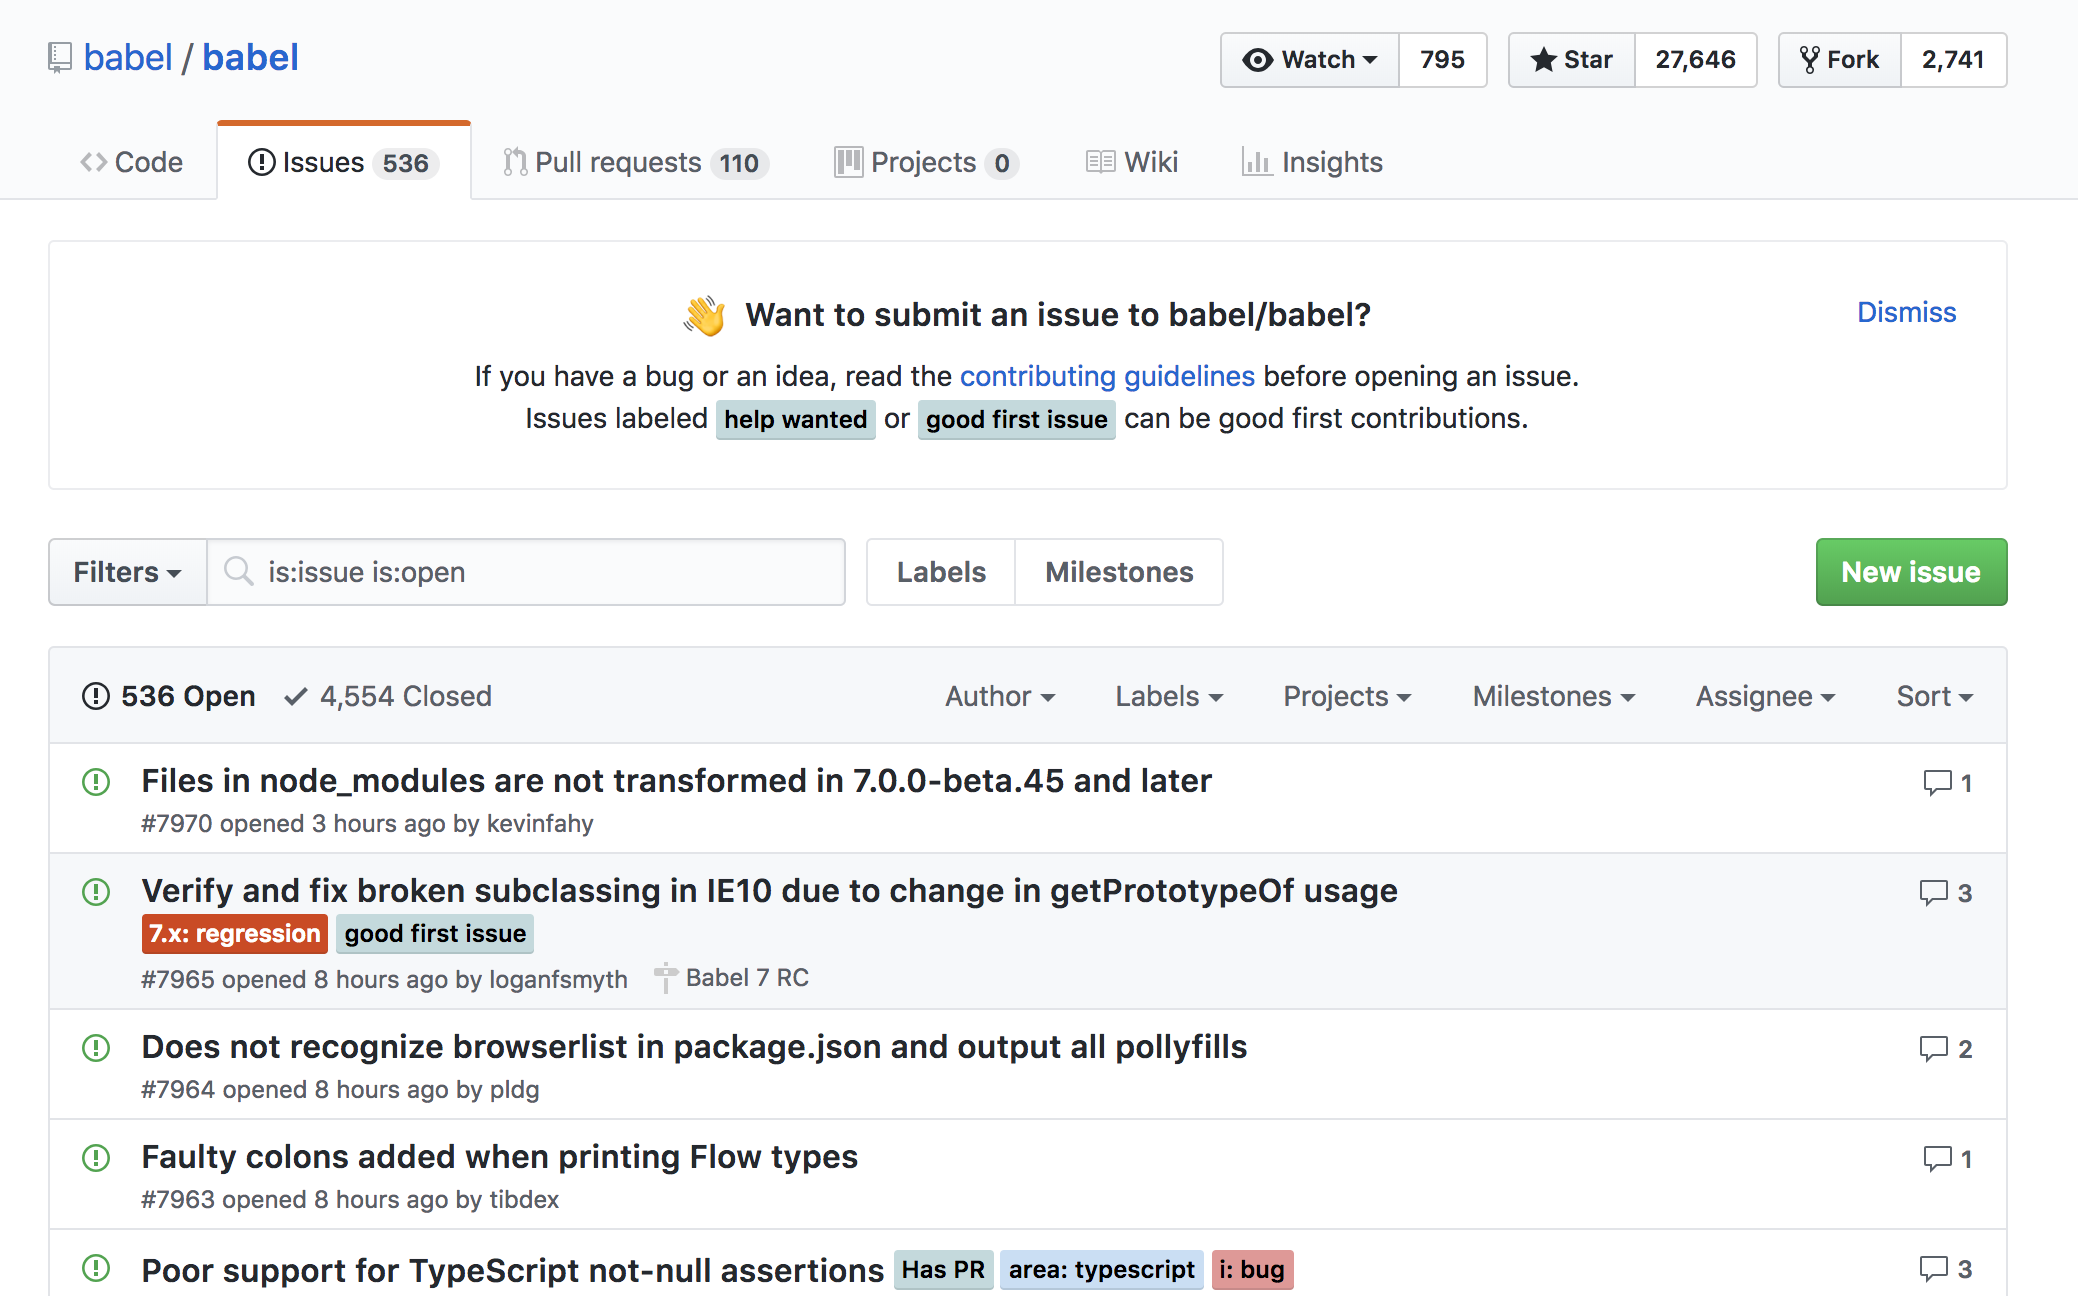 babel / babel
Watch 795 Star 27,646 Fork 2,741
Code Issues 536 Pull requests 110 Projects 0 Wiki Insights
Want to submit an issue to babel/babel?
Dismiss
If you have a bug or an idea, read the contributing guidelines before opening an issue.
Issues labeled help wanted or good first issue can be good first contributions.
Filters is:issue is:open Labels Milestones New issue
536 Open 4,554 Closed Author Labels Projects Milestones Assignee Sort
Files in node_modules are not transformed in 7.0.0-beta.45 and later 1
#7970 opened 3 hours ago by kevinfahy
Verify and fix broken subclassing in IE10 due to change in getPrototypeOf usage 3
7.x: regression good first issue
#7965 opened 8 hours ago by loganfsmyth Babel 7 RC
Does not recognize browserlist in package.json and output all pollyfills 2
#7964 opened 8 hours ago by pldg
Faulty colons added when printing Flow types 1
#7963 opened 8 hours ago by tibdex
Poor support for TypeScript not-null assertions Has PR area: typescript i: bug 3